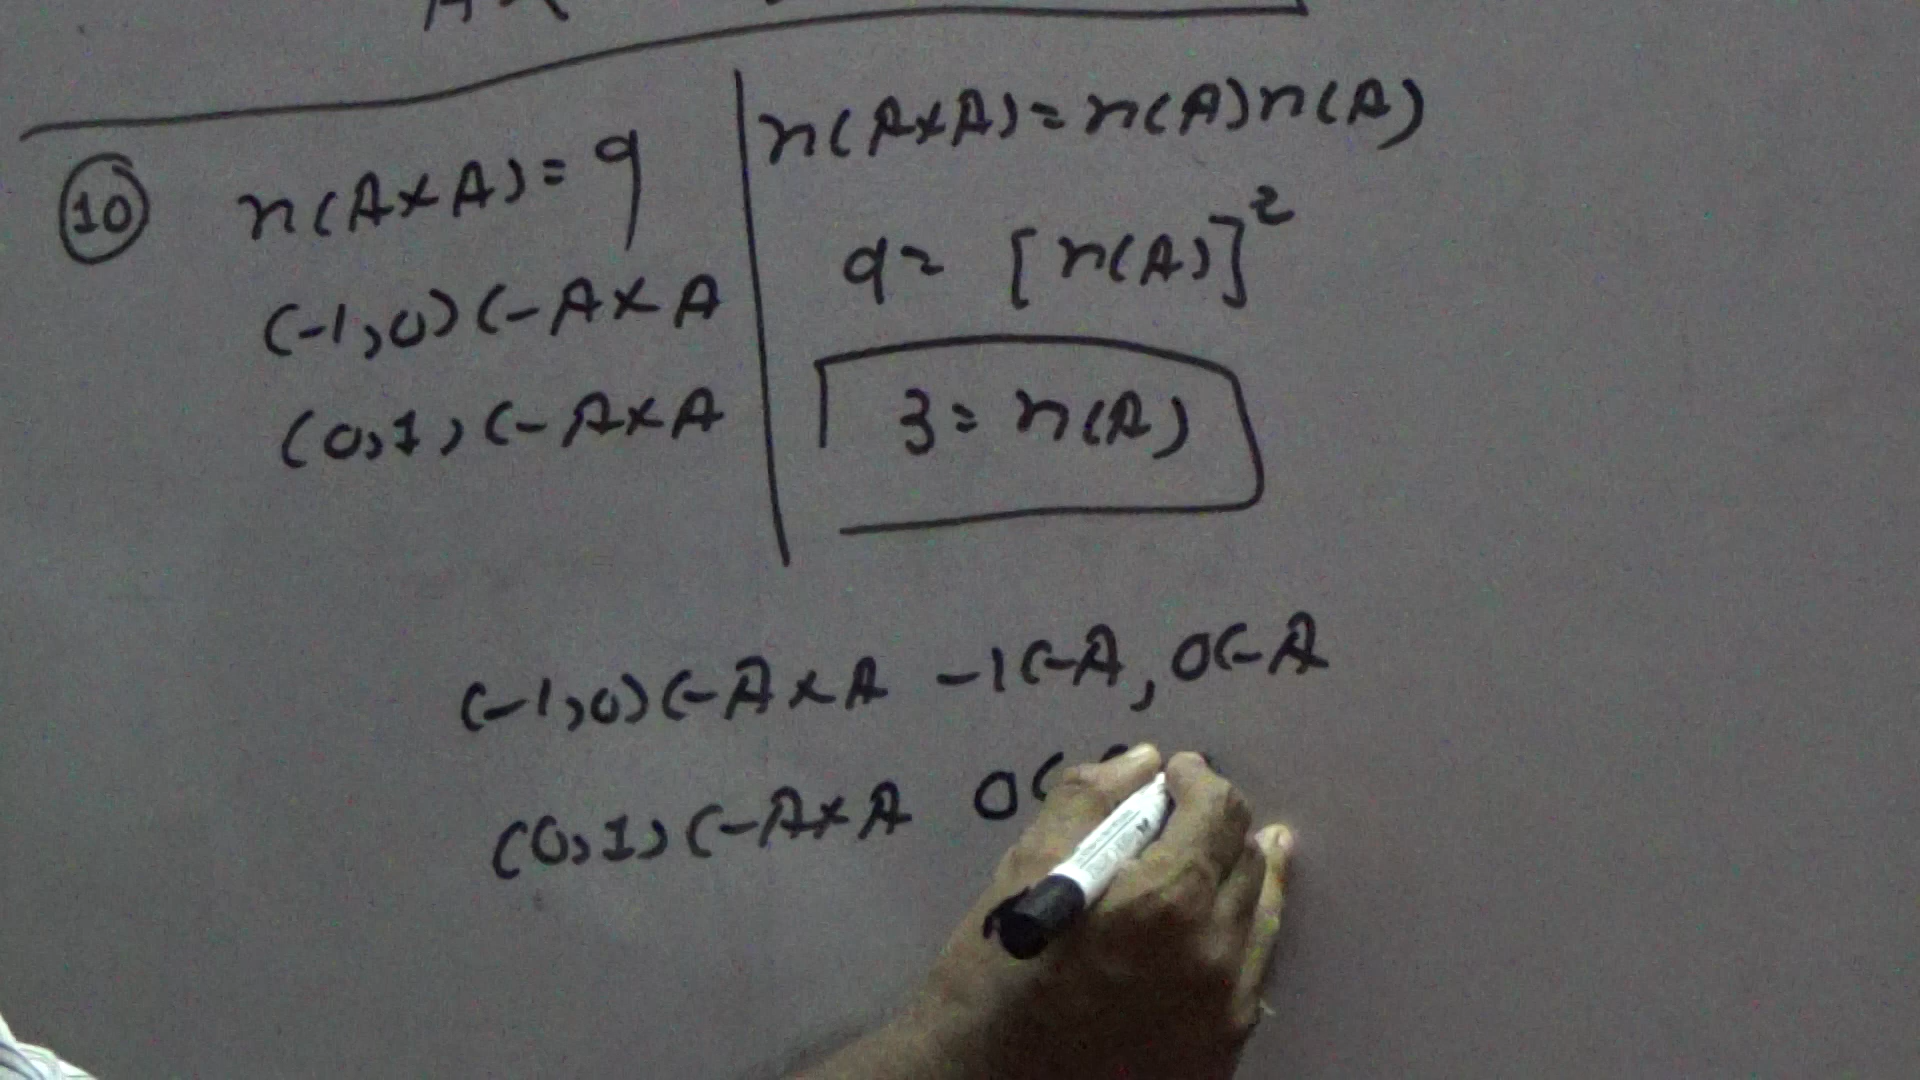 10 n(A×A)=9
(-1,0)(-A×A
(0,1)(-A×A
n(A×A)=n(A)n(A)
9= [n(A)]²
3=n(A)
(-1,0)(-A×A -1(-A, 0(-A
(0,1)(-A×A 0(